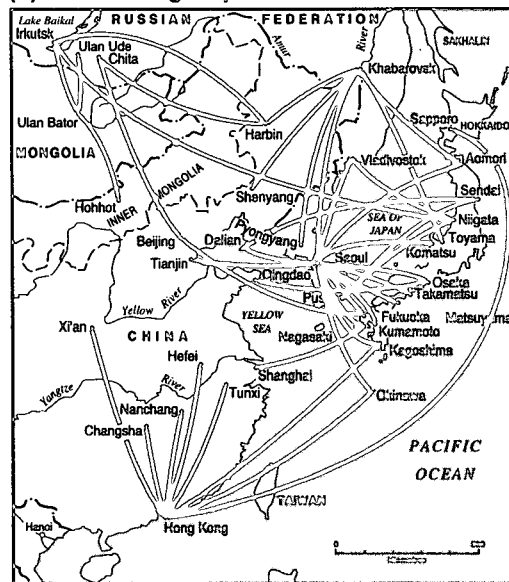 RUSSIAN FEDERATION
Lake Baikal
Irkutsk
Ulan Ude
Chita
Amur
River
SAKHALIN
Khabarovsk
Ulan Bator
Harbin
Sapporo
HOKKAIDO
MONGOLIA
Vladivostok
Aomori
Shenyang
Sendai
Hohhot
INNER MONGOLIA
SEA OF
JAPAN
Niigata
Pyongyang
Toyama
Beijing
Dalian
Seoul
Komatsu
Tianjin
Qingdao
Osaka
Takamatsu
Yellow River
Pus
YELLOW
SEA
Fukuoka
Matsuyama
Xi'an
CHINA
Nagasaki
Kumamoto
Hefei
Kagoshima
Shanghai
Yangtze River
Tunxi
Okinawa
Nanchang
Changsha
PACIFIC
OCEAN
TAIWAN
Hanoi
Hong Kong